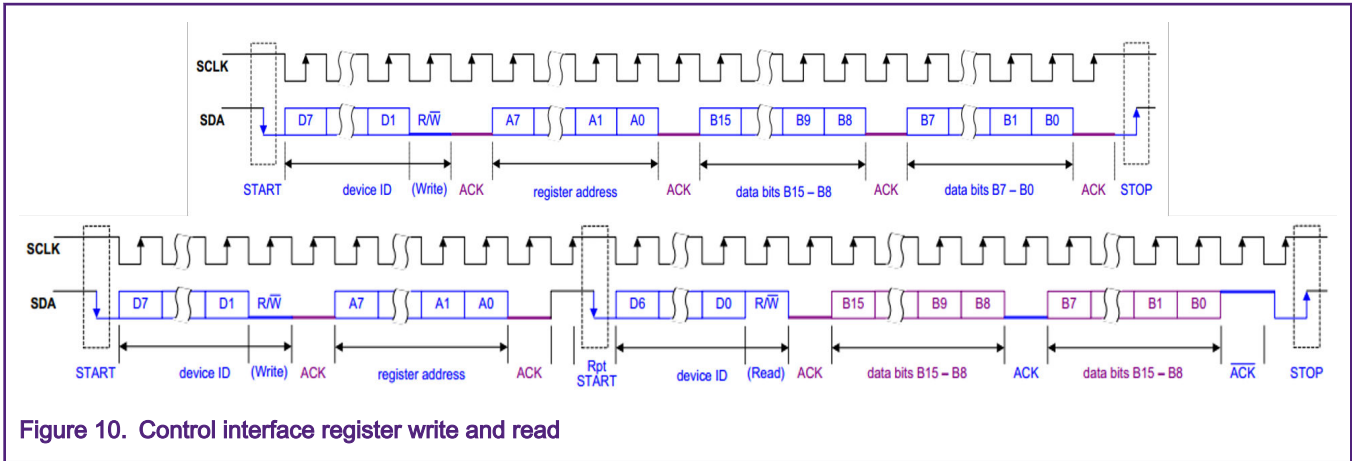 SCLK
SDA D7 D1 R/W̅ A7 A1 A0 B15 B9 B8 B7 B1 B0
START device ID (Write) ACK register address ACK data bits B15 – B8 ACK data bits B7 – B0 ACK STOP
SCLK
SDA D7 D1 R/W̅ A7 A1 A0 D6 D0 R/W̅ B15 B9 B8 B7 B1 B0
START device ID (Write) ACK register address ACK Rpt START device ID (Read) ACK data bits B15 – B8 ACK data bits B15 – B8 A̅C̅K̅ STOP
Figure 10. Control interface register write and read